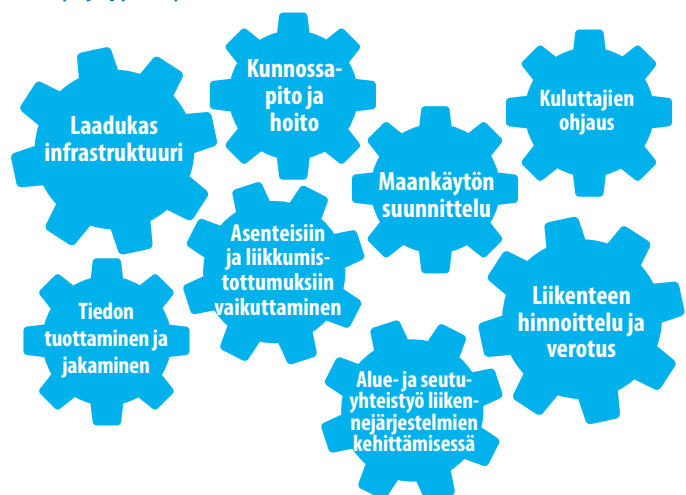 Laadukas
infrastruktuuri
Kunnossa-
pito ja
hoito
Kuluttajien
ohjaus
Maankäytön
suunnittelu
Asenteisiin
ja liikkumis-
tottumuksiin
vaikuttaminen
Tiedon
tuottaminen ja
jakaminen
Liikenteen
hinnoittelu ja
verotus
Alue- ja seutu-
yhteistyö liiken-
nejärjestelmien
kehittämisessä